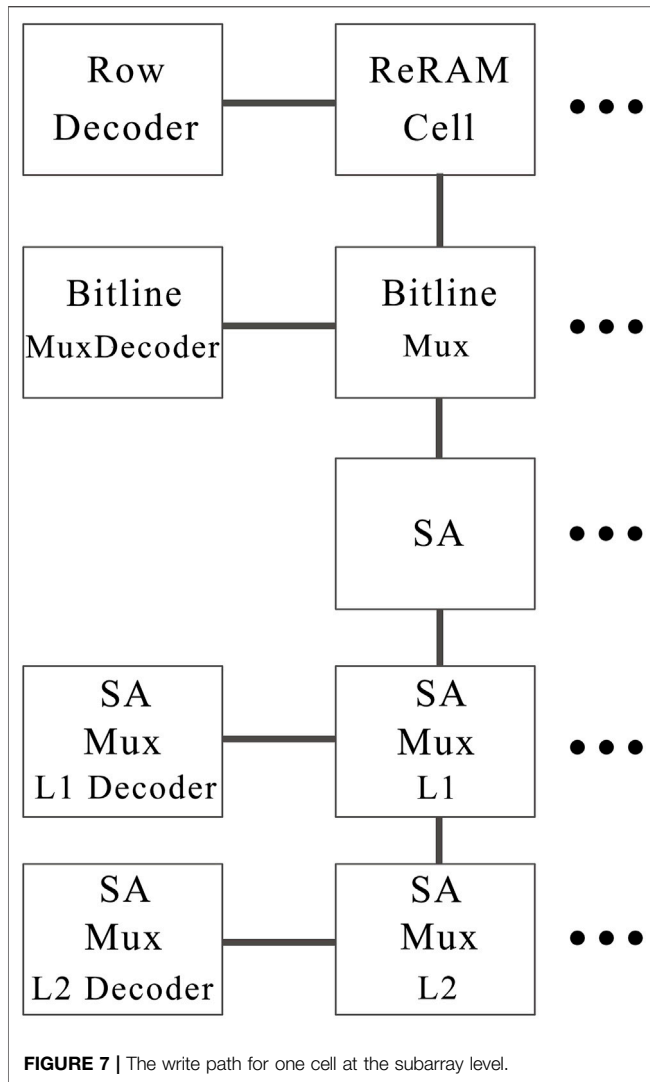 Row
Decoder
ReRAM
Cell
Bitline
MuxDecoder
Bitline
Mux
SA
SA
Mux
L1 Decoder
SA
Mux
L1
SA
Mux
L2 Decoder
SA
Mux
L2
FIGURE 7 | The write path for one cell at the subarray level.